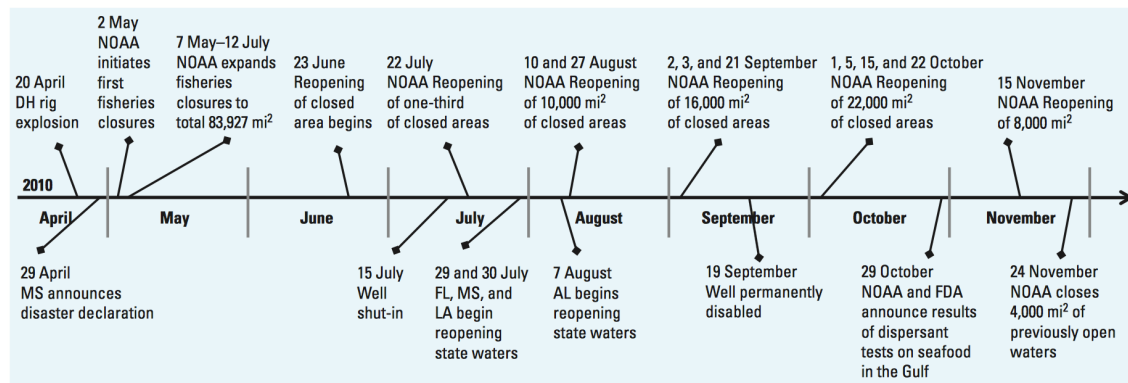 20 April
DH rig
explosion
2 May
NOAA
initiates
first
fisheries
closures
7 May–12 July
NOAA expands
fisheries
closures to
total 83,927 mi²
23 June
Reopening
of closed
area begins
22 July
NOAA Reopening
of one-third
of closed areas
10 and 27 August
NOAA Reopening
of 10,000 mi²
of closed areas
2, 3, and 21 September
NOAA Reopening
of 16,000 mi²
of closed areas
1, 5, 15, and 22 October
NOAA Reopening
of 22,000 mi²
of closed areas
15 November
NOAA Reopening
of 8,000 mi²
2010
April May June July August September October November
29 April
MS announces
disaster declaration
15 July
Well
shut-in
29 and 30 July
FL, MS, and
LA begin
reopening
state waters
7 August
AL begins
reopening
state waters
19 September
Well permanently
disabled
29 October
NOAA and FDA
announce results
of dispersant
tests on seafood
in the Gulf
24 November
NOAA closes
4,000 mi² of
previously open
waters